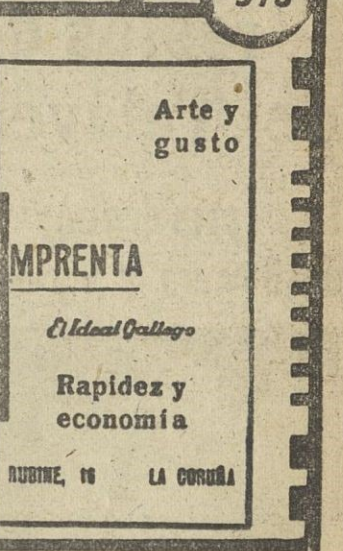 Arte y
gusto
MPRENTA
El Ideal Gallego
Rapidez y
economía
RUBINE, 16 LA CORUÑA